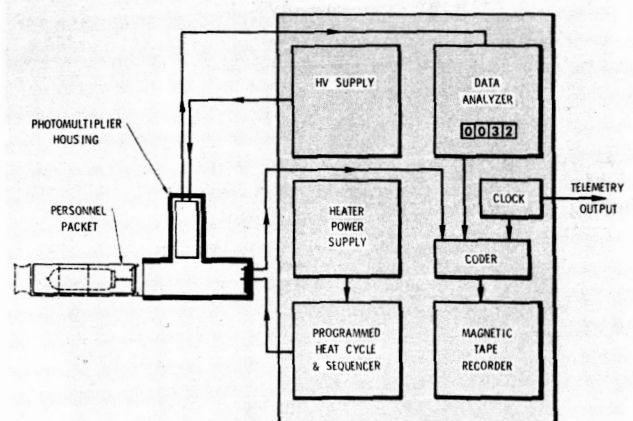 HV SUPPLY
DATA
ANALYZER
0032
PHOTOMULTIPLIER
HOUSING
PERSONNEL
PACKET
HEATER
POWER
SUPPLY
CLOCK
TELEMETRY
OUTPUT
CODER
PROGRAMMED
HEAT CYCLE
& SEQUENCER
MAGNETIC
TAPE
RECORDER